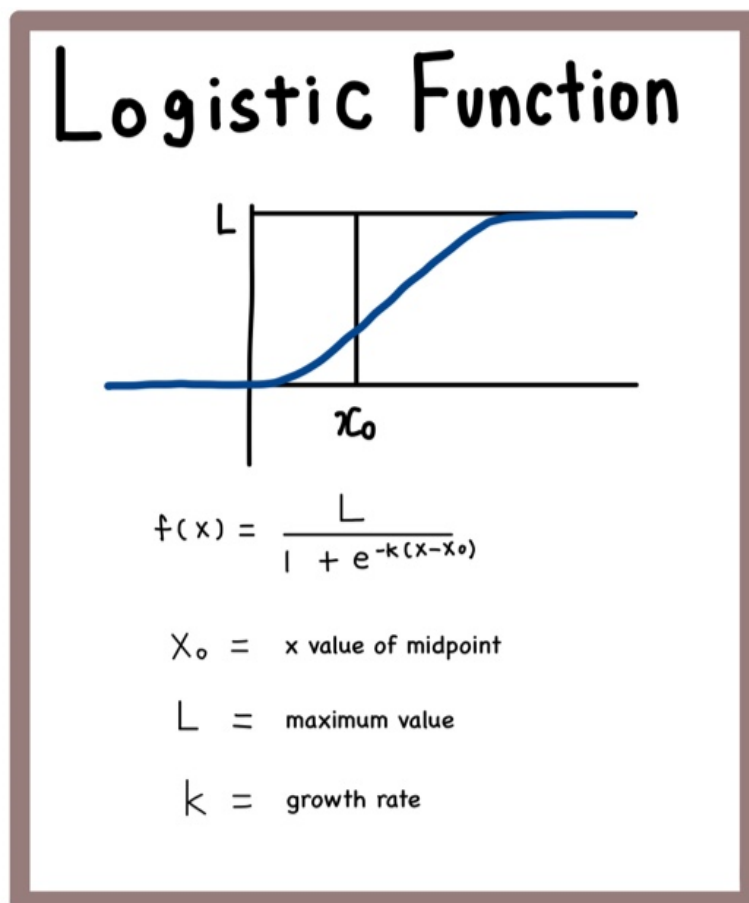 Logistic Function
L
x₀
f(x) = L / 1 + e^-k(x-x₀)
x₀ = x value of midpoint
L = maximum value
k = growth rate